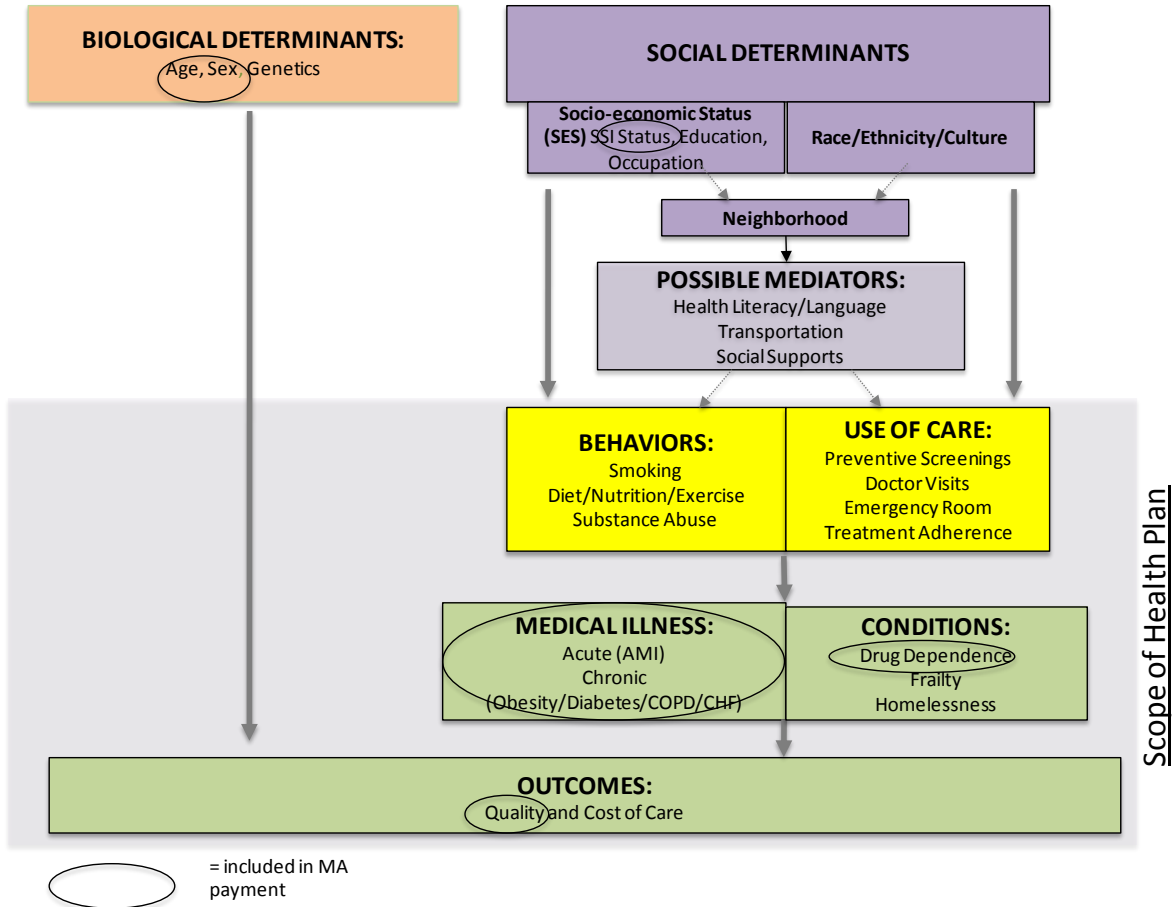 BIOLOGICAL DETERMINANTS:
Age, Sex, Genetics
SOCIAL DETERMINANTS
Socio-economic Status
(SES) SSI Status, Education,
Occupation
Race/Ethnicity/Culture
Neighborhood
POSSIBLE MEDIATORS:
Health Literacy/Language
Transportation
Social Supports
BEHAVIORS:
Smoking
Diet/Nutrition/Exercise
Substance Abuse
USE OF CARE:
Preventive Screenings
Doctor Visits
Emergency Room
Treatment Adherence
MEDICAL ILLNESS:
Acute (AMI)
Chronic
(Obesity/Diabetes/COPD/CHF)
CONDITIONS:
Drug Dependence
Frailty
Homelessness
OUTCOMES:
Quality and Cost of Care
Scope of Health Plan
= included in MA
payment